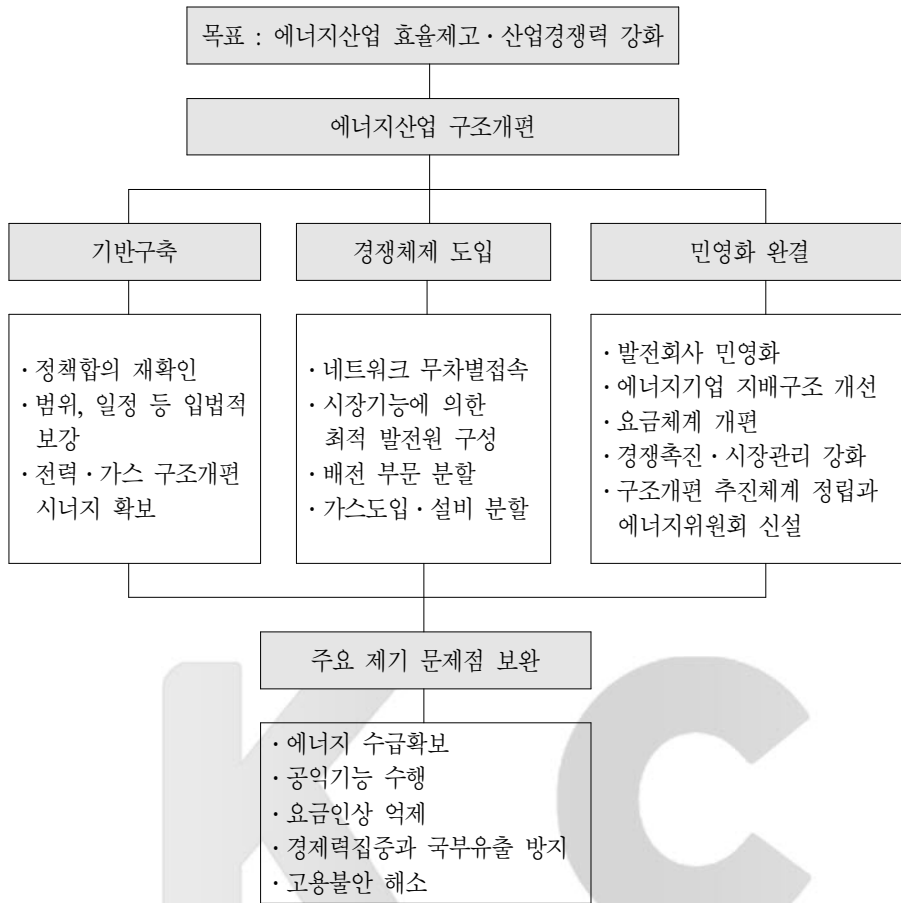 목표 : 에너지산업 효율제고·산업경쟁력 강화
에너지산업 구조개편
기반구축
·정책합의 재확인
·범위, 일정 등 입법적
보강
·전력·가스 구조개편
시너지 확보
경쟁체제 도입
·네트워크 무차별접속
·시장기능에 의한
최적 발전원 구성
·배전 부문 분할
·가스도입·설비 분할
민영화 완결
·발전회사 민영화
·에너지기업 지배구조 개선
·요금체계 개편
·경쟁촉진·시장관리 강화
·구조개편 추진체계 정립과
에너지위원회 신설
주요 제기 문제점 보완
·에너지 수급확보
·공익기능 수행
·요금인상 억제
·경제력집중과 국부유출 방지
·고용불안 해소
K C